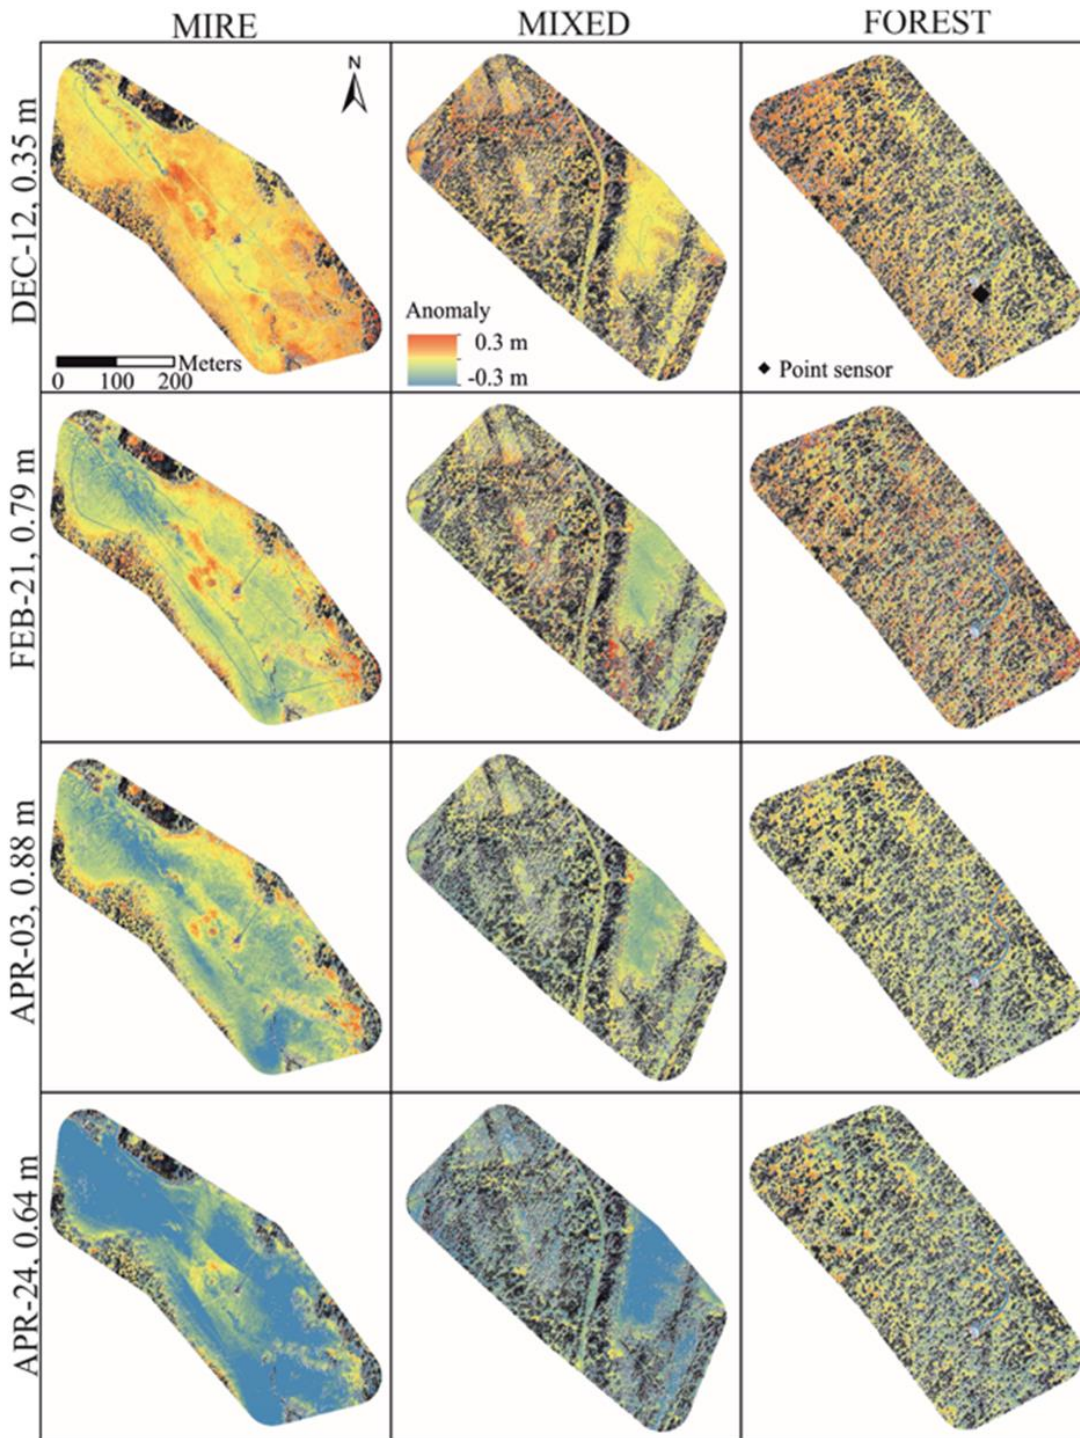 MIRE
MIXED
FOREST
DEC-12, 0.35 m
N
Meters
0 100 200
Anomaly
0.3 m
-0.3 m
Point sensor
FEB-21, 0.79 m
APR-03, 0.88 m
APR-24, 0.64 m